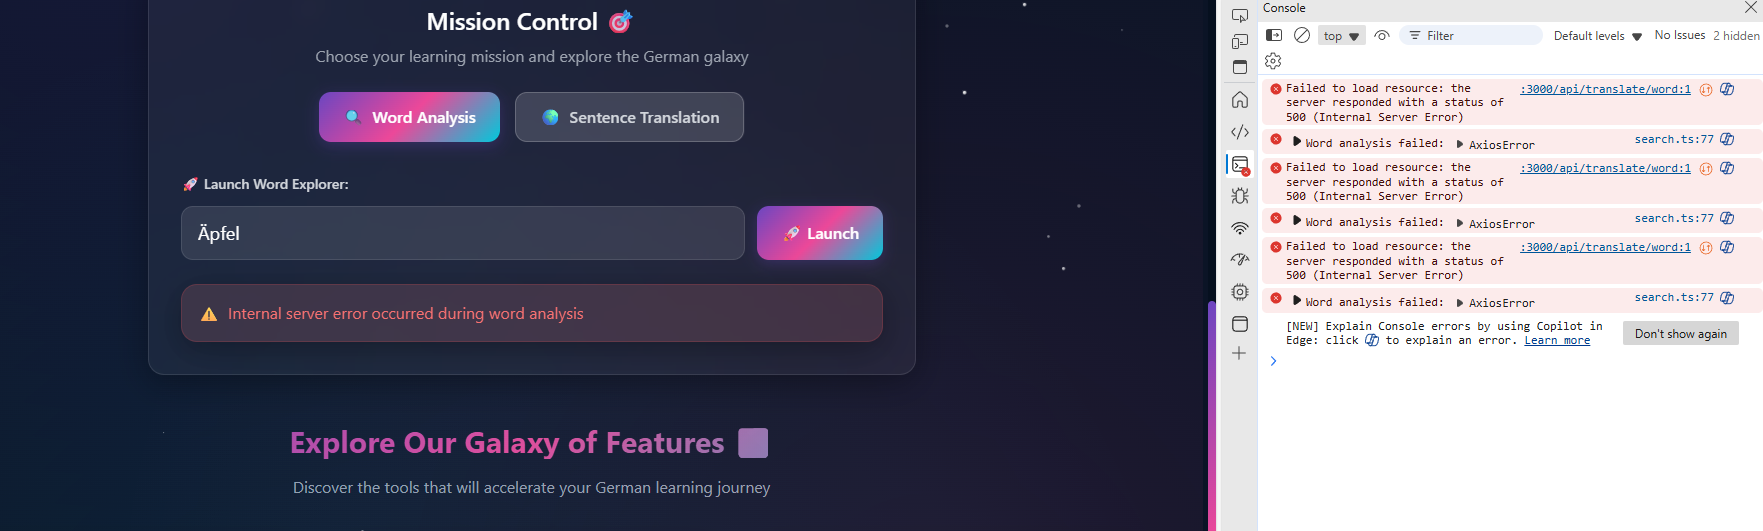 Mission Control 🎯
Choose your learning mission and explore the German galaxy
🔍 Word Analysis
🌍 Sentence Translation
🚀 Launch Word Explorer:
Äpfel
🚀 Launch
⚠️ Internal server error occurred during word analysis
Explore Our Galaxy of Features
Discover the tools that will accelerate your German learning journey
Console
top
Filter
Default levels
No Issues
2 hidden
Failed to load resource: the :3000/api/translate/word:1
server responded with a status of
500 (Internal Server Error)
Word analysis failed: AxiosError search.ts:77
Failed to load resource: the :3000/api/translate/word:1
server responded with a status of
500 (Internal Server Error)
Word analysis failed: AxiosError search.ts:77
Failed to load resource: the :3000/api/translate/word:1
server responded with a status of
500 (Internal Server Error)
Word analysis failed: AxiosError search.ts:77
[NEW] Explain Console errors by using Copilot in
Edge: click to explain an error. Learn more
Don't show again